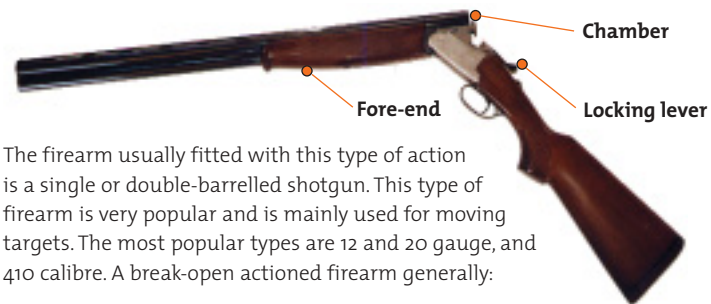 Chamber
Fore-end
Locking lever
The firearm usually fitted with this type of action
is a single or double-barrelled shotgun. This type of
firearm is very popular and is mainly used for moving
targets. The most popular types are 12 and 20 gauge, and
410 calibre. A break-open actioned firearm generally: